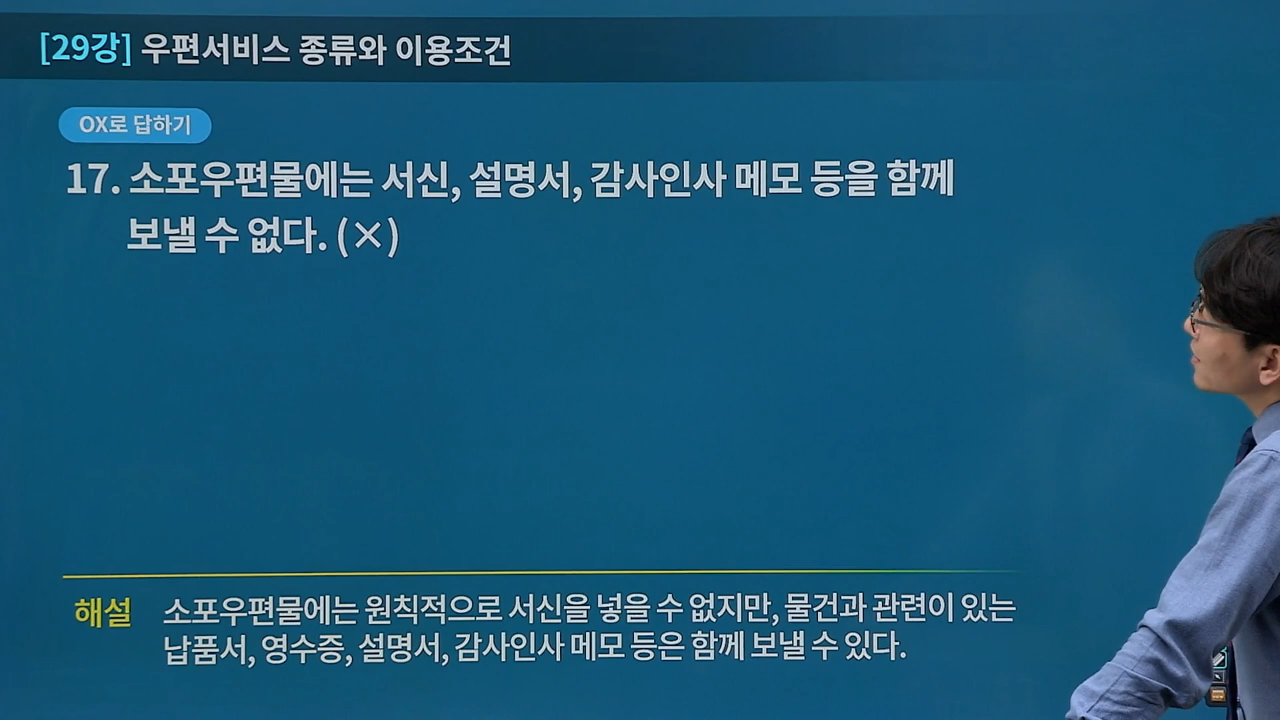 [29강] 우편서비스 종류와 이용조건
OX로 답하기
17. 소포우편물에는 서신, 설명서, 감사인사 메모 등을 함께
보낼 수 없다. (×)
해설 소포우편물에는 원칙적으로 서신을 넣을 수 없지만, 물건과 관련이 있는
납품서, 영수증, 설명서, 감사인사 메모 등은 함께 보낼 수 있다.